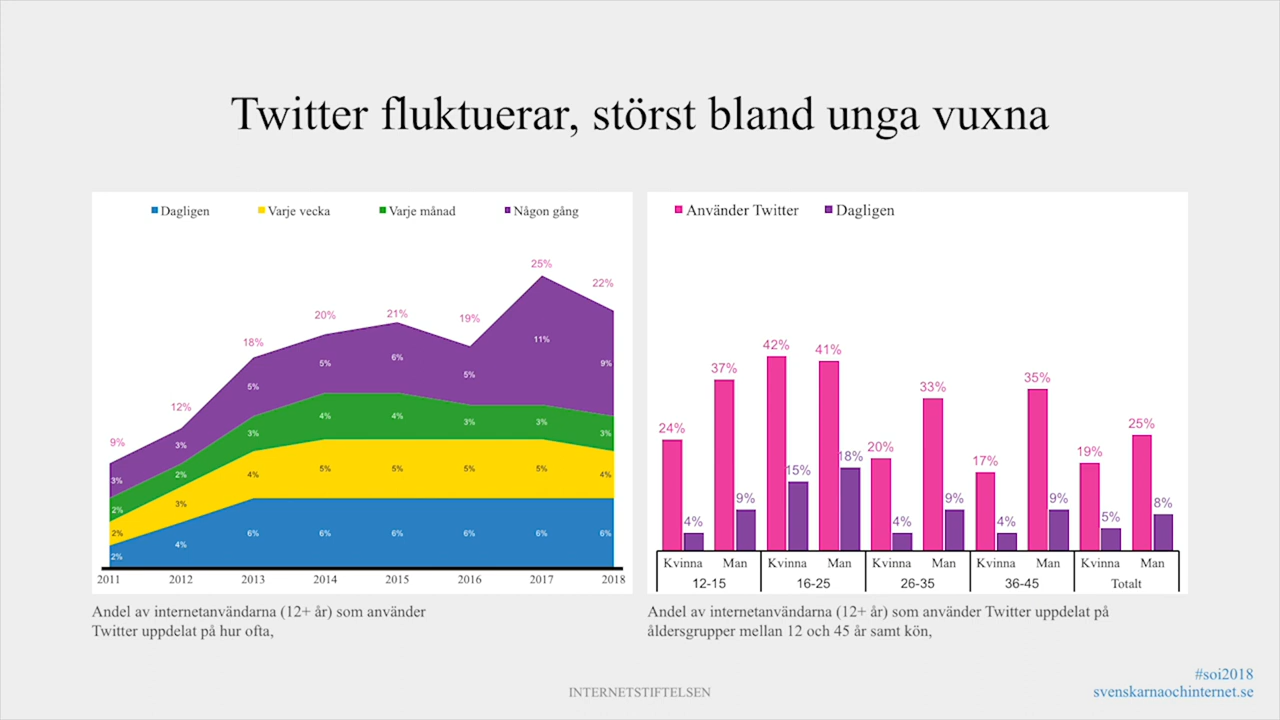 Twitter fluktuerar, störst bland unga vuxna
Dagligen Varje vecka Varje månad Någon gång
9% 12% 18% 20% 21% 19% 25% 22%
3% 3% 5% 5% 6% 5% 11% 9%
2% 2% 3% 4% 4% 3% 3% 3%
2% 3% 4% 5% 5% 5% 5% 4%
2% 4% 6% 6% 6% 6% 6% 6%
2011 2012 2013 2014 2015 2016 2017 2018
Andel av internetanvändarna (12+ år) som använder
Twitter uppdelat på hur ofta,
Använder Twitter Dagligen
24% 4% 37% 9% 42% 15% 41% 18% 20% 4% 33% 9% 17% 4% 35% 9% 19% 5% 25% 8%
Kvinna Man Kvinna Man Kvinna Man Kvinna Man Kvinna Man
12-15 16-25 26-35 36-45 Totalt
Andel av internetanvändarna (12+ år) som använder Twitter uppdelat på
åldersgrupper mellan 12 och 45 år samt kön,
#soi2018
INTERNETSTIFTELSEN
svenskarnaochinternet.se